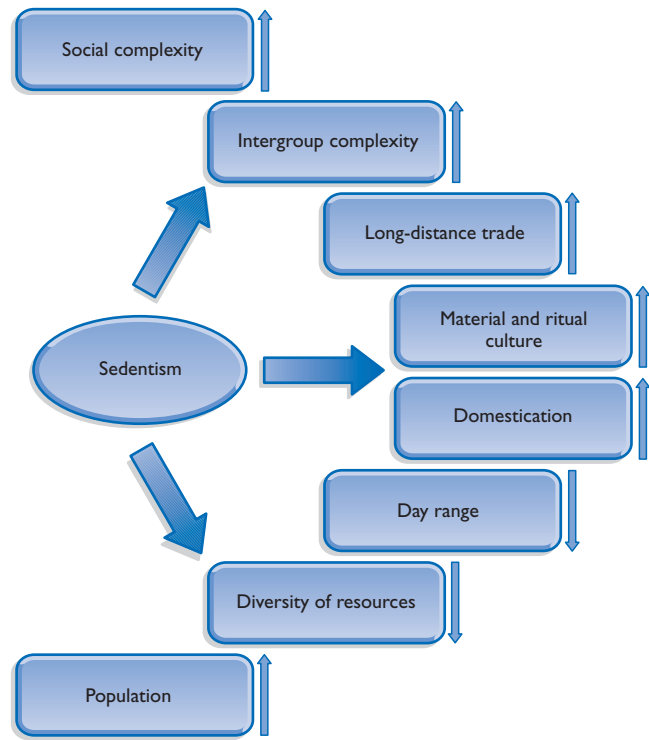 Social complexity
Intergroup complexity
Long-distance trade
Material and ritual
culture
Sedentism
Domestication
Day range
Diversity of resources
Population